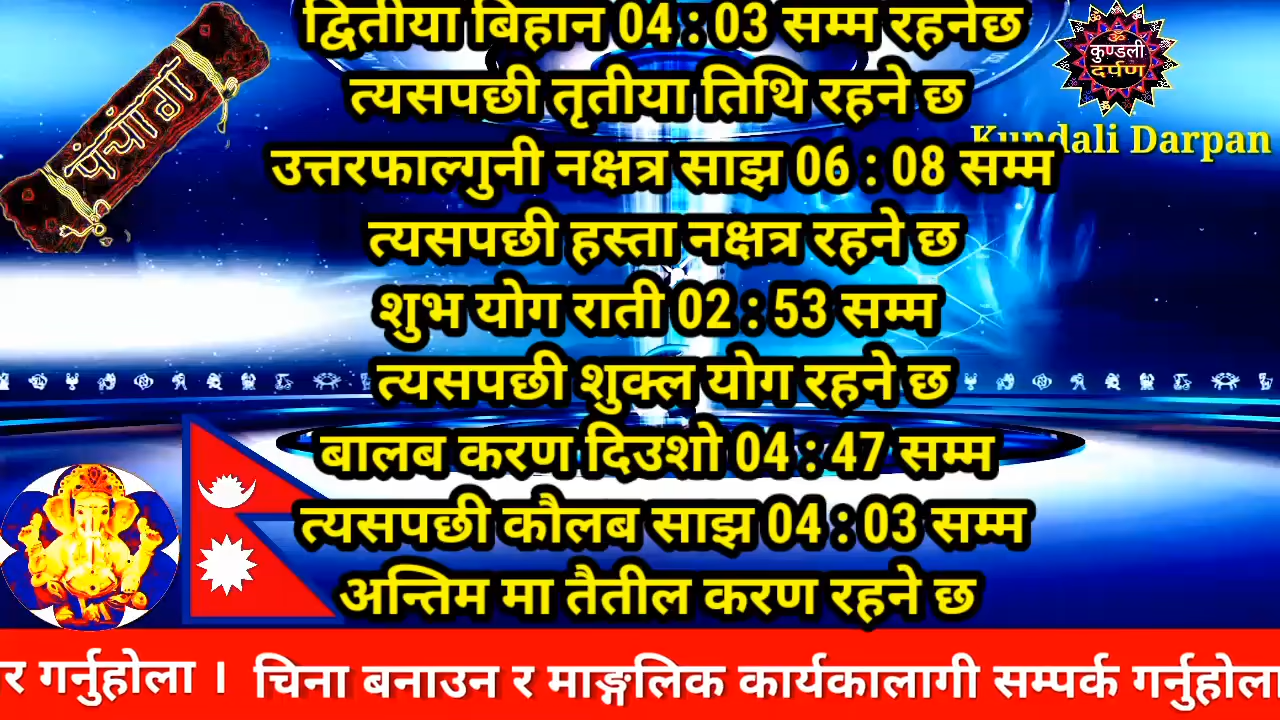 द्वितीया बिहान 04 : 03 सम्म रहनेछ
त्यसपछी तृतीया तिथि रहने छ
उत्तरफाल्गुनी नक्षत्र साझ 06 : 08 सम्म
त्यसपछी हस्ता नक्षत्र रहने छ
शुभ योग राती 02 : 53 सम्म
त्यसपछी शुक्ल योग रहने छ
बालब करण दिउशो 04 : 47 सम्म
त्यसपछी कौलब साझ 04 : 03 सम्म
अन्तिम मा तैतील करण रहने छ
पंचांग
ॐ
कुण्डली
दर्पण
Kundali Darpan
र गर्नुहोला । चिना बनाउन र माङ्गलिक कार्यकालागी सम्पर्क गर्नुहोला